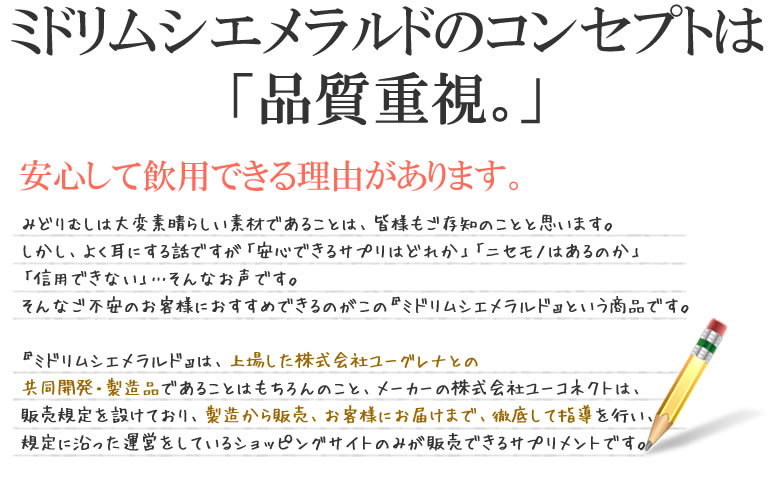 ミドリムシエメラルドのコンセプトは
「品質重視。」
安心して飲用できる理由があります。
みどりむしは大変素晴らしい素材であることは、皆様もご存知のことと思います。
しかし、よく耳にする話ですが「安心できるサプリはどれか」「ニセモノはあるのか」
「信用できない」…そんなお声です。
そんなご不安のお客様におすすめできるのがこの『ミドリムシエメラルド』という商品です。
『ミドリムシエメラルド』は、上場した株式会社ユーグレナとの
共同開発・製造品であることはもちろんのこと、メーカーの株式会社ユーコネクトは、
販売規定を設けており、製造から販売、お客様にお届けまで、徹底して指導を行い、
規定に沿った運営をしているショッピングサイトのみが販売できるサプリメントです。